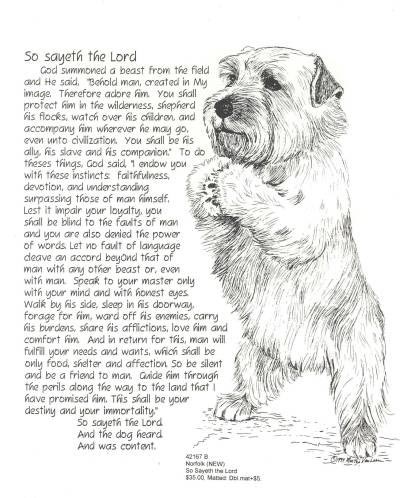 So sayeth the Lord
God summoned a beast from the field
and He said, "Behold man, created in My
image. Therefore adore him. You shall
protect him in the wilderness, shepherd
his flocks, watch over his children, and
accompany him wherever he may go,
even unto civilization. You shall be his
ally, his slave and his companion." To do
theses things, God said, "I endow you
with these instincts: faithfulness,
devotion, and understanding
surpassing those of man himself.
Lest it impair your loyalty, you
shall be blind to the faults of man
and you are also denied the power
of words. Let no fault of language
cleave an accord beyond that of
man with any other beast or, even
with man. Speak to your master only
with your mind and with honest eyes.
Walk by his side, sleep in his doorway,
forage for him, ward off his enemies, carry
his burdens, share his afflictions, love him and
comfort him. And in return for this, man will
fulfill your needs and wants, which shall be
only food, shelter and affection. So be silent
and be a friend to man. Guide him through
the perils along the way to the land that I
have promised him. This shall be your
destiny and your immortality."
So sayeth the Lord.
And the dog heard.
And was content.
42167 B
Norfolk (NEW)
So Sayeth the Lord
$35.00. Matted: Dbl mat+$5.